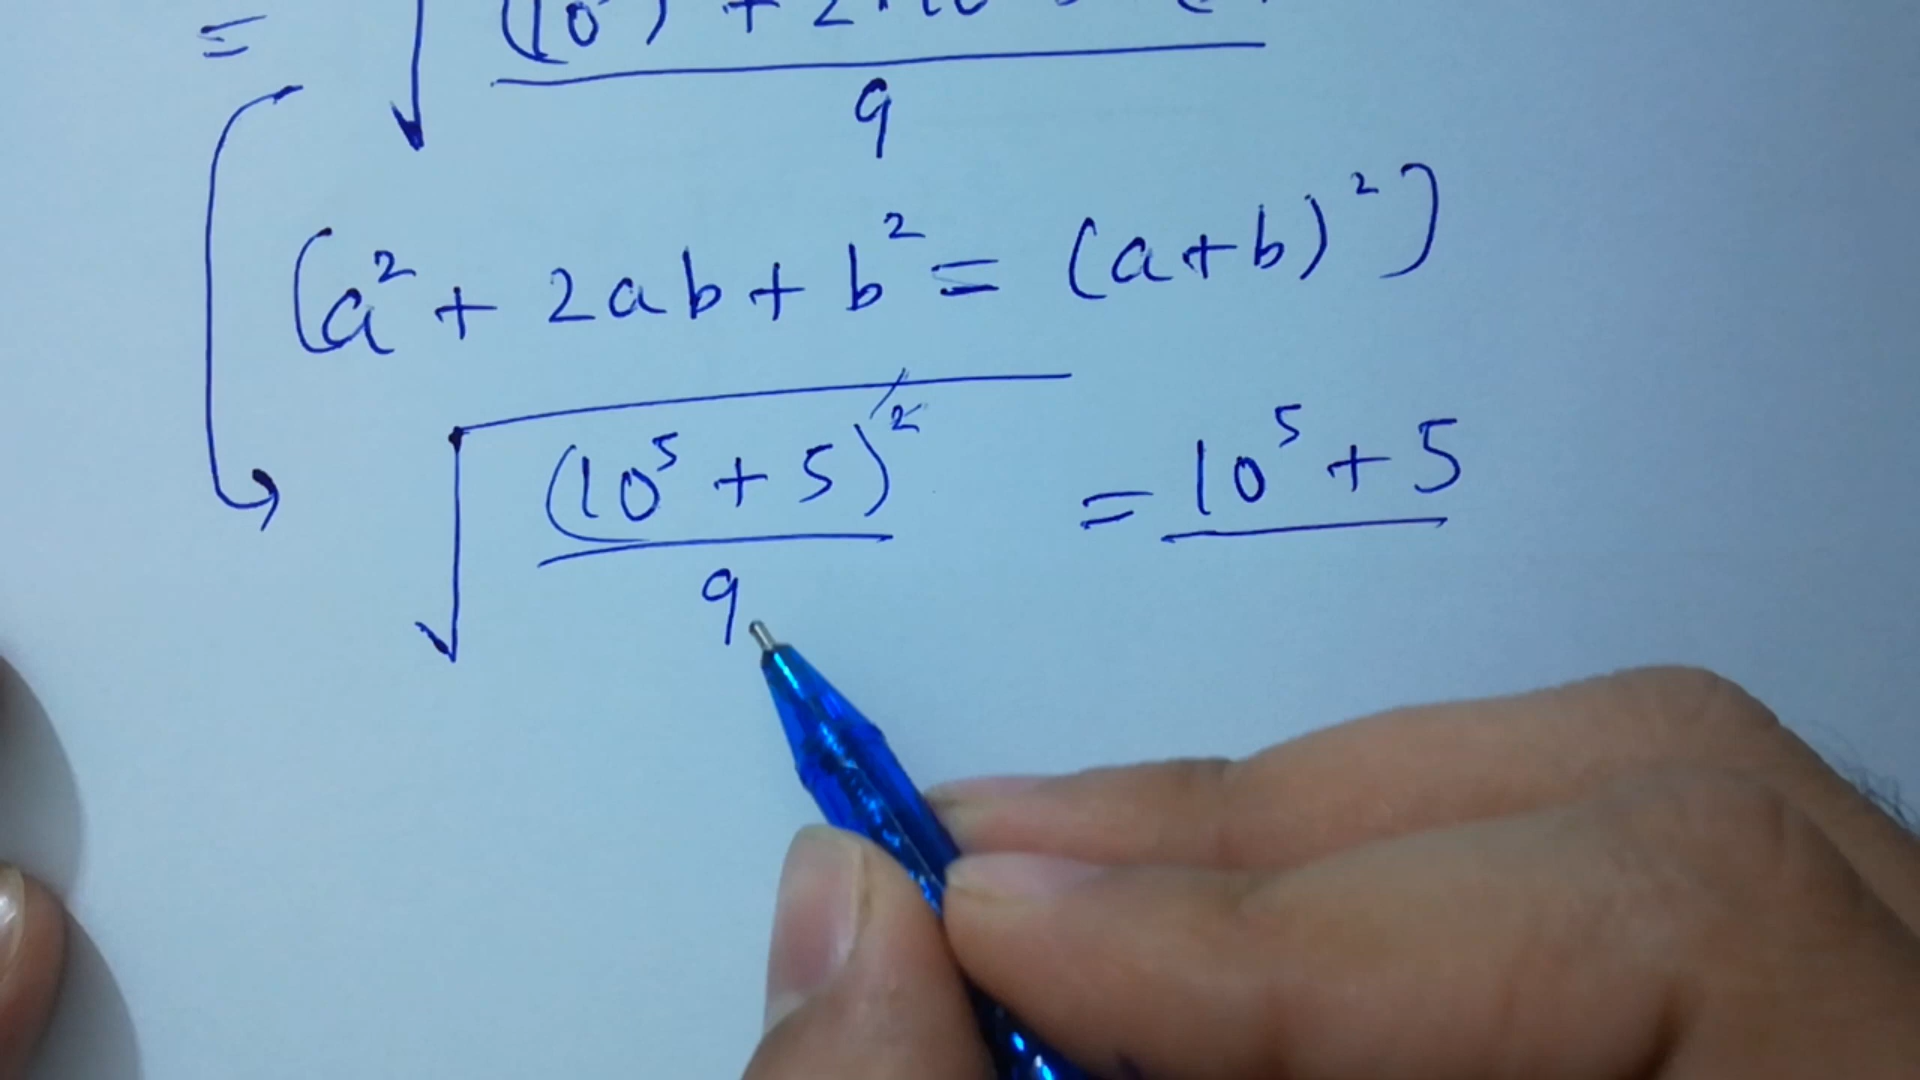 = √
9
(a² + 2ab + b² = (a+b)²)
√ (10⁵ + 5)² / 9 = 10⁵ + 5